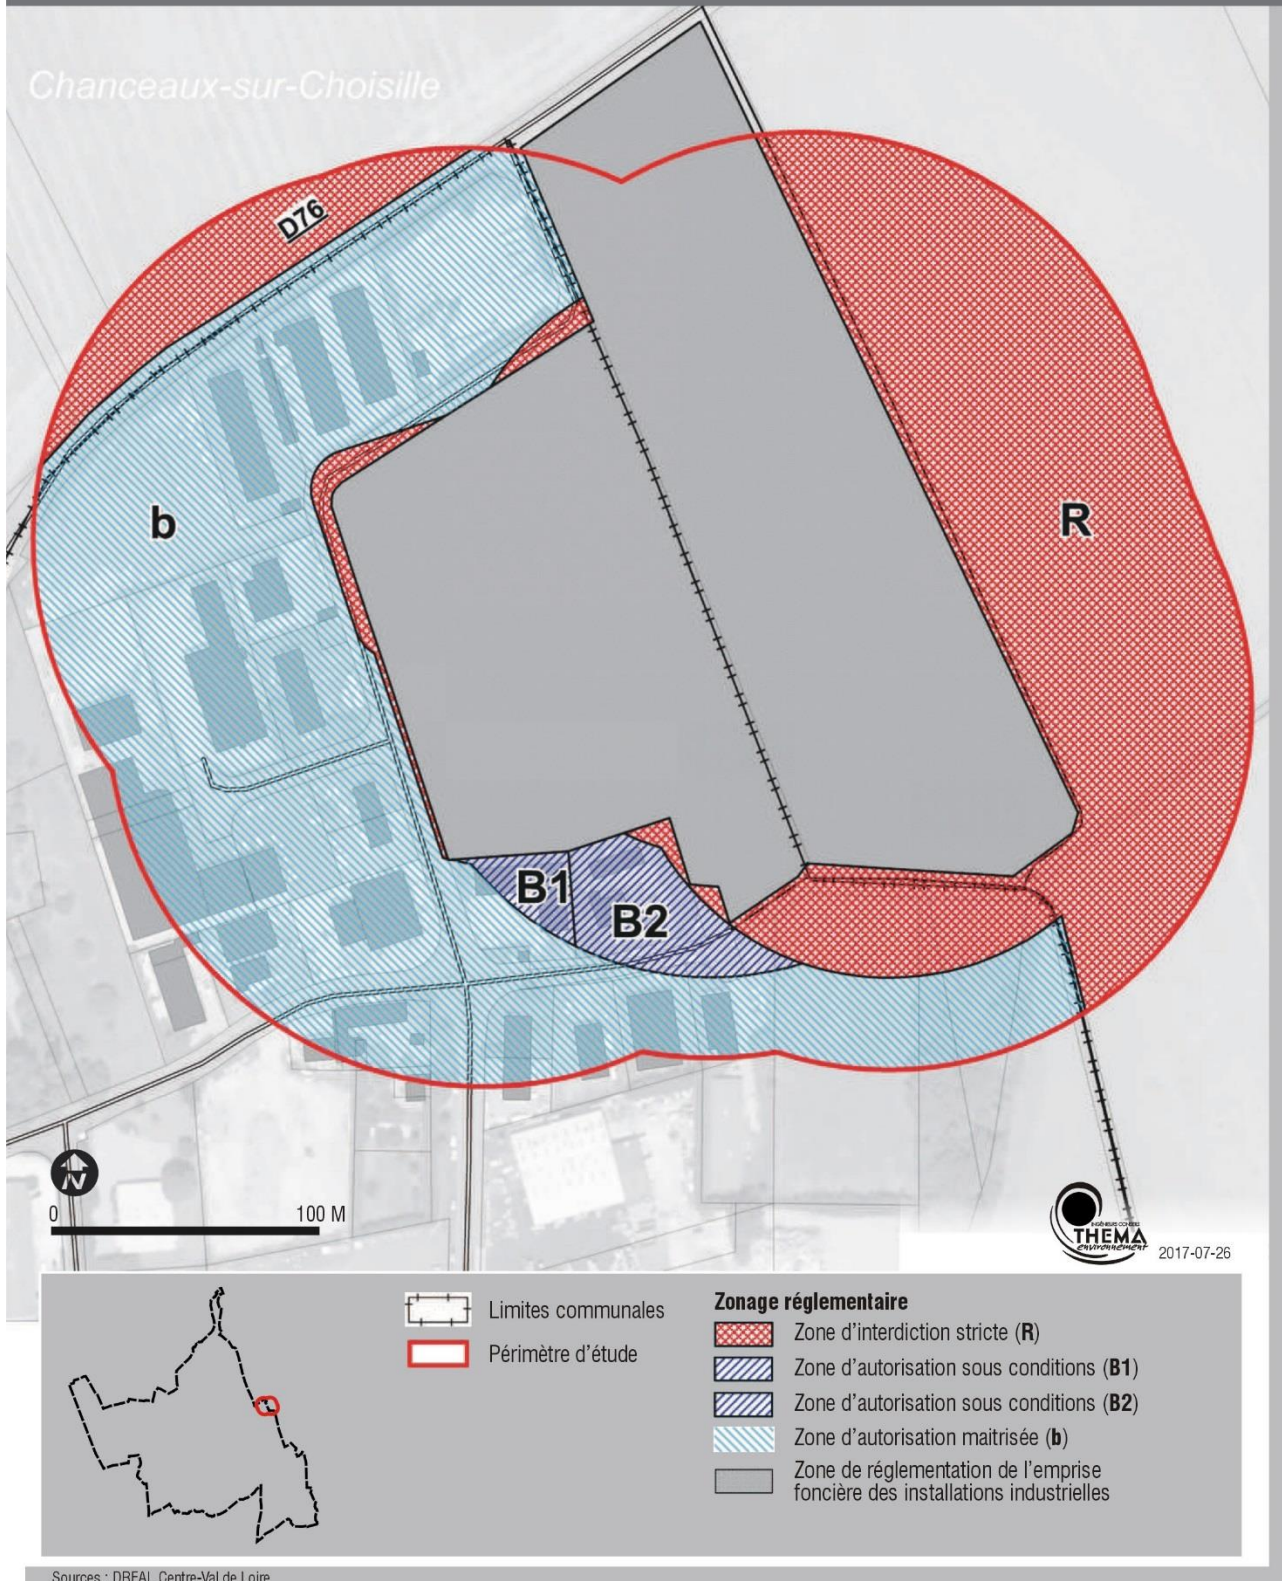 Chanceaux-sur-Choisille
D76
b
R
B1
B2
N
0 100 M
INGÉNIEURS CONSEIL
THEMA
environnement
2017-07-26
Limites communales
Périmètre d'étude
Zonage réglementaire
Zone d'interdiction stricte (R)
Zone d'autorisation sous conditions (B1)
Zone d'autorisation sous conditions (B2)
Zone d'autorisation maitrisée (b)
Zone de réglementation de l'emprise
foncière des installations industrielles
Sources : DREAL Centre-Val de Loire